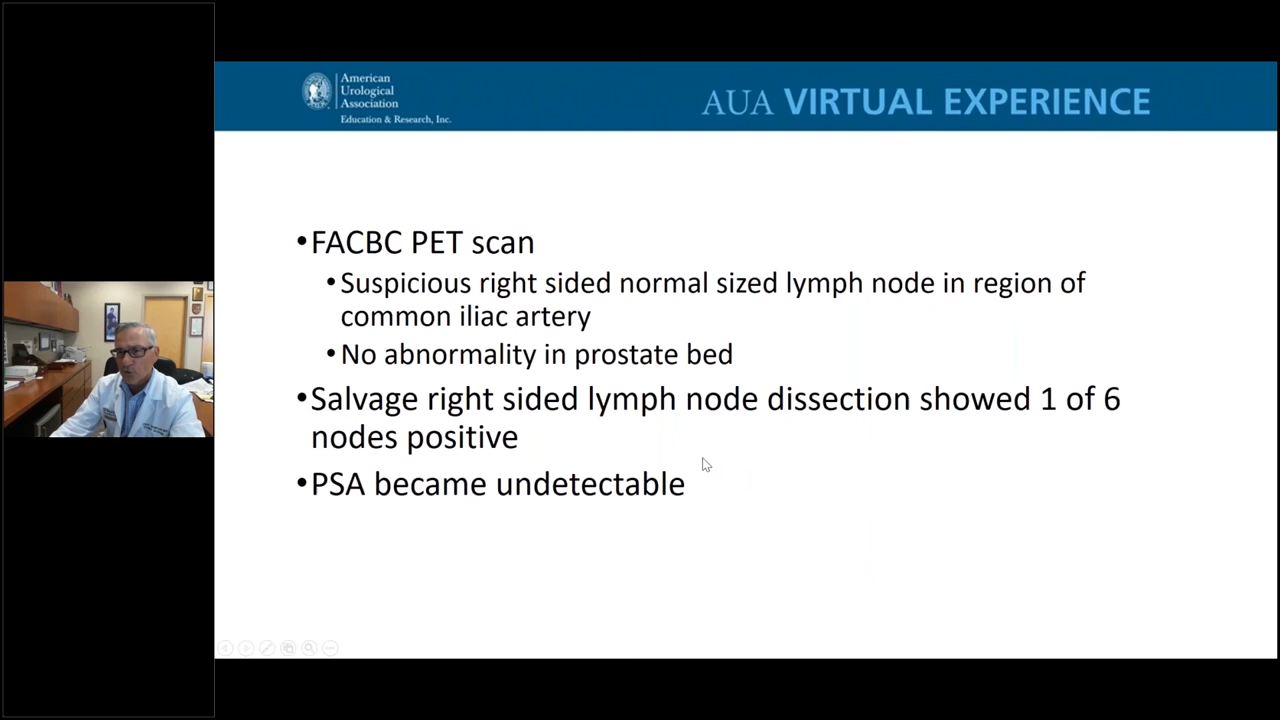 American
Urological
Association
Education & Research, Inc.
AUA VIRTUAL EXPERIENCE
•FACBC PET scan
•Suspicious right sided normal sized lymph node in region of
common iliac artery
•No abnormality in prostate bed
•Salvage right sided lymph node dissection showed 1 of 6
nodes positive
•PSA became undetectable